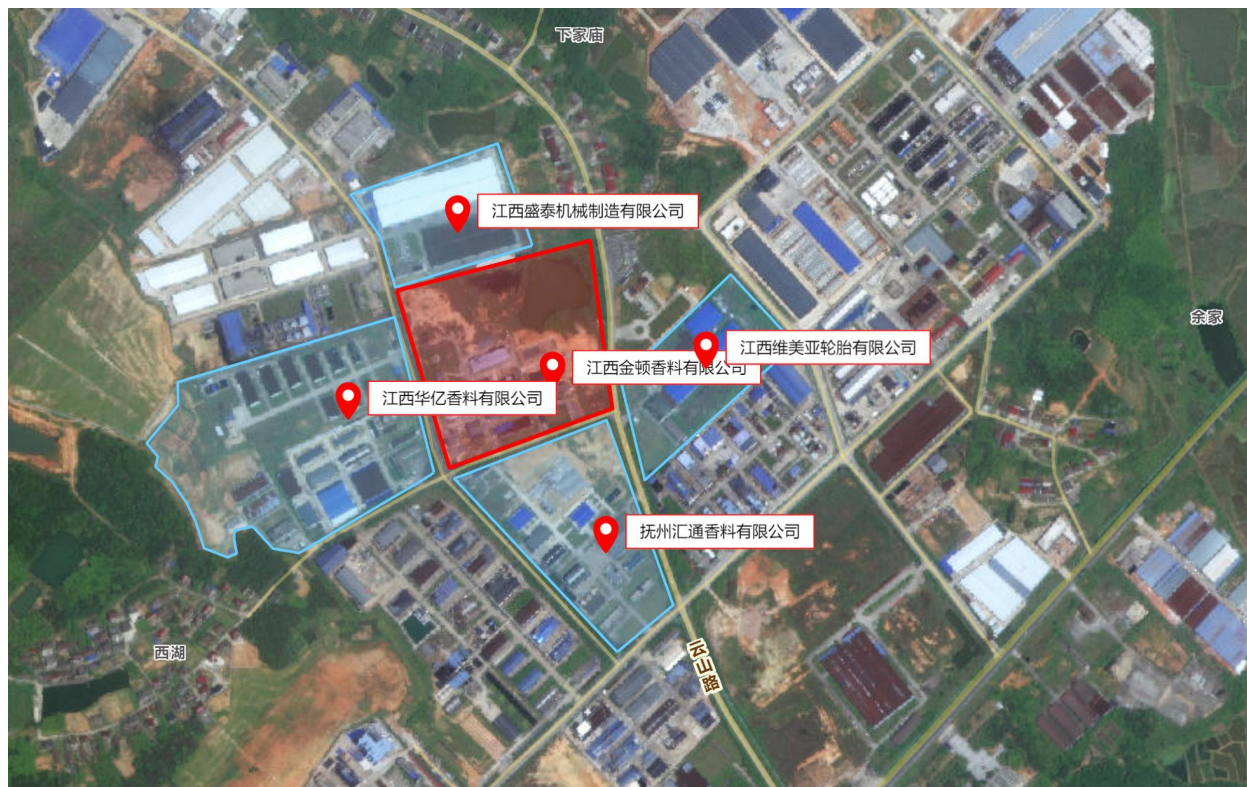 下家庙
江西盛泰机械制造有限公司
余家
江西维美亚轮胎有限公司
江西金顿香料有限公司
江西华亿香料有限公司
抚州汇通香料有限公司
西湖
云山路